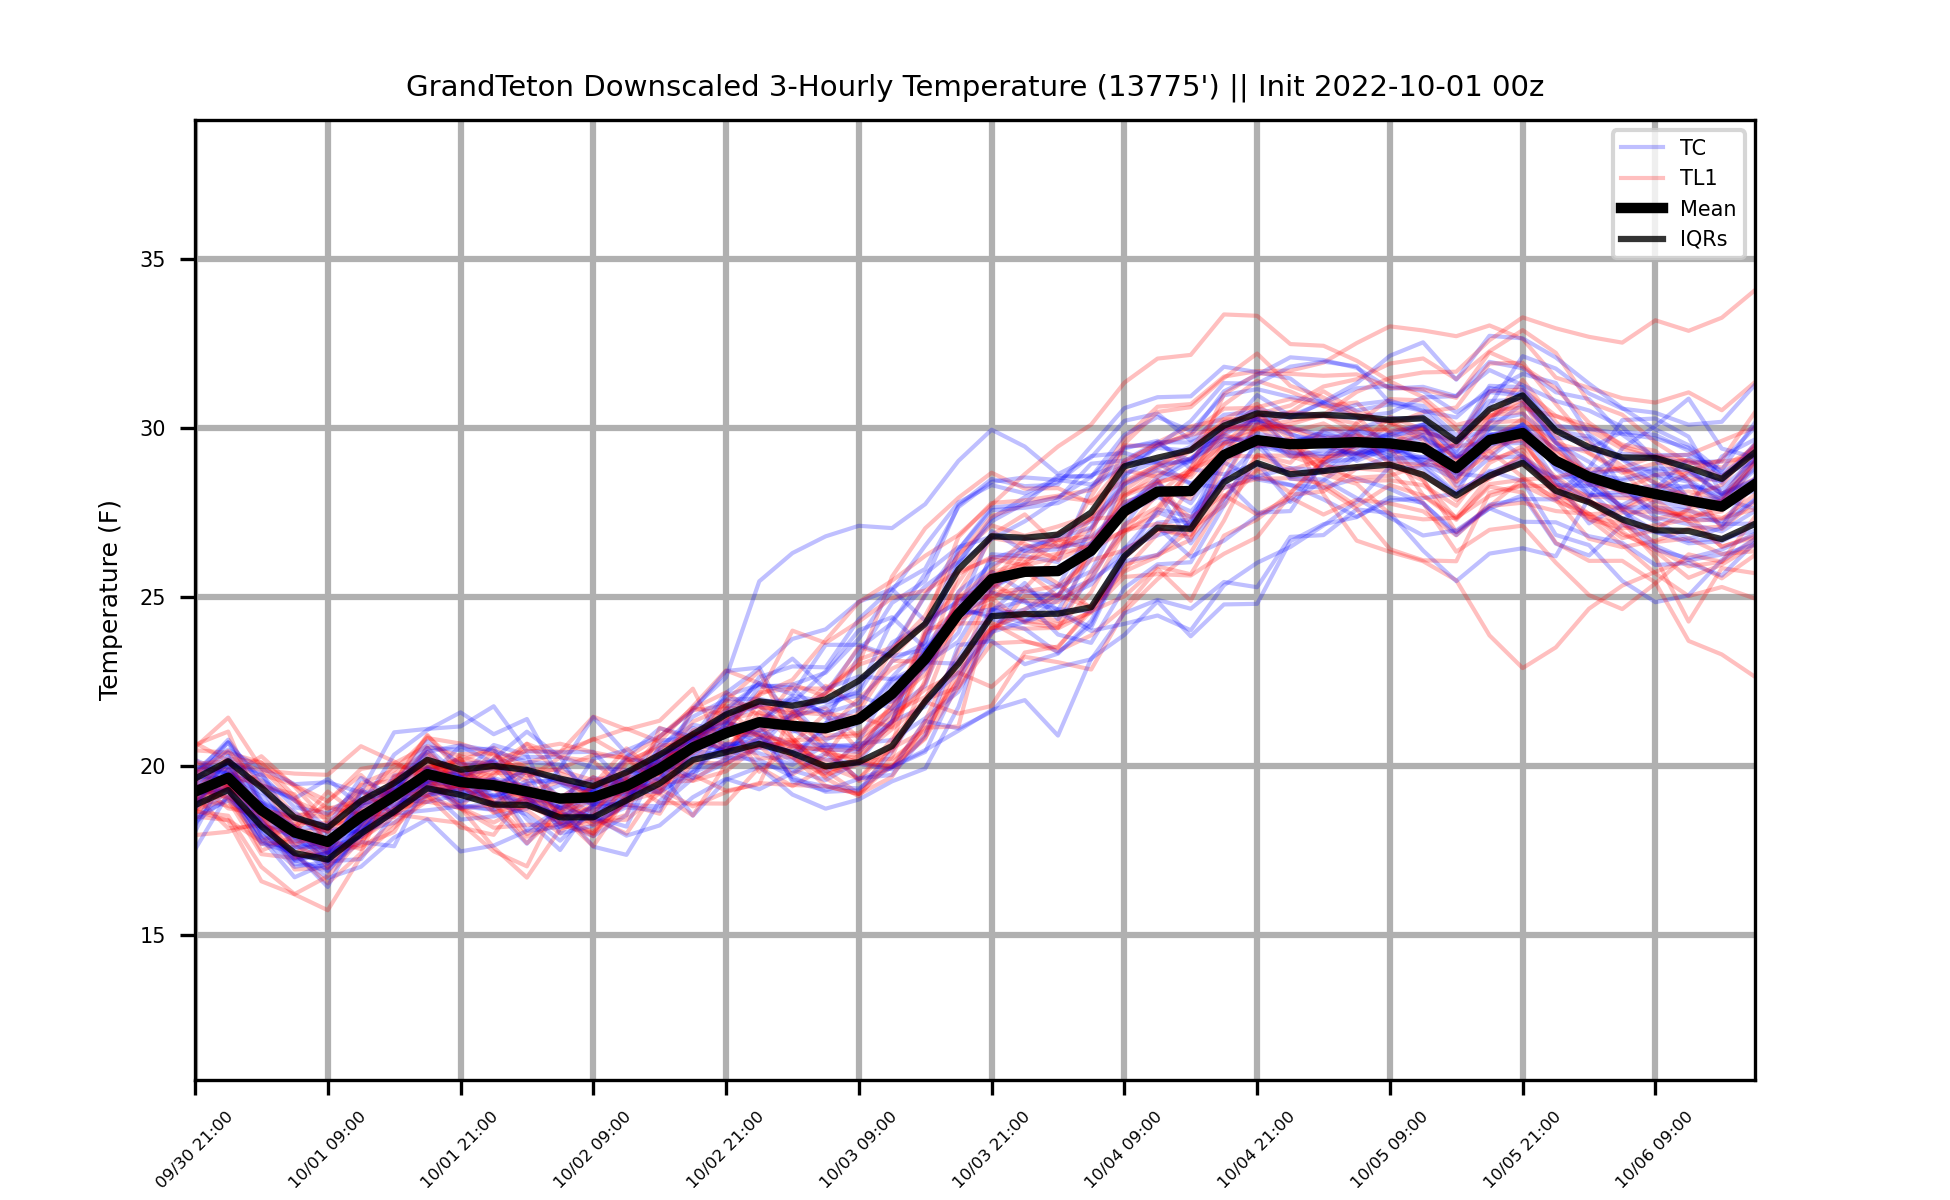 GrandTeton Downscaled 3-Hourly Temperature (13775') || Init 2022-10-01 00z
TC
TL1
Mean
IQRs
Temperature (F)
35
30
25
20
15
09/30 21:00
10/01 09:00
10/01 21:00
10/02 09:00
10/02 21:00
10/03 09:00
10/03 21:00
10/04 09:00
10/04 21:00
10/05 09:00
10/05 21:00
10/06 09:00